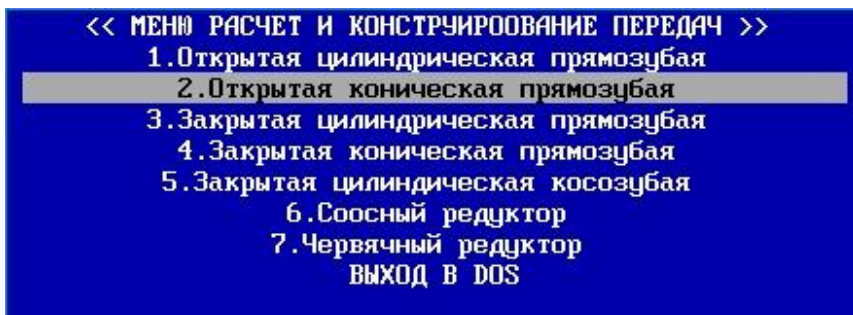 << МЕНЮ РАСЧЕТ И КОНСТРУИРООВАНИЕ ПЕРЕДАЧ >>
1.Открытая цилиндрическая прямозубая
2.Открытая коническая прямозубая
3.Закрытая цилиндрическая прямозубая
4.Закрытая коническая прямозубая
5.Закрытая цилиндическая косозубая
6.Соосный редуктор
7.Червячный редуктор
ВЫХОД В DOS